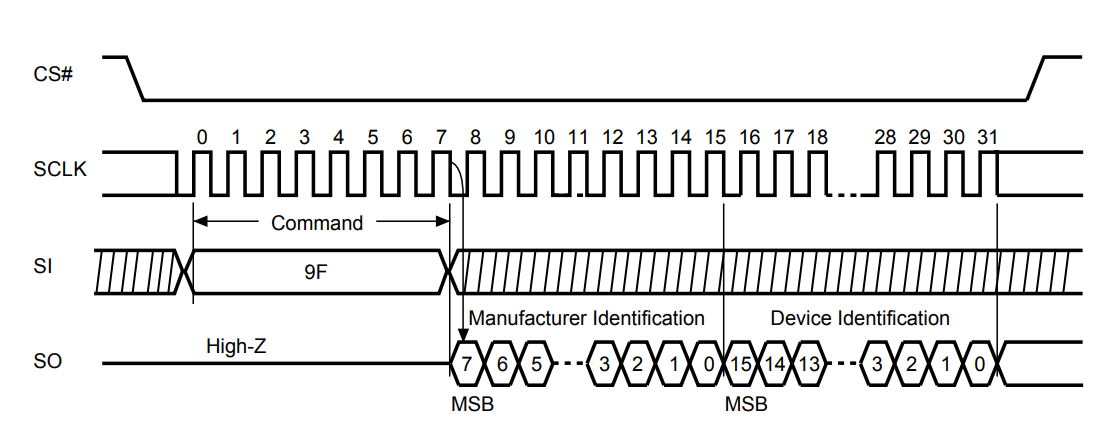 CS#
0 1 2 3 4 5 6 7 8 9 10 11 12 13 14 15 16 17 18 28 29 30 31
SCLK
Command
SI
9F
Manufacturer Identification Device Identification
High-Z
SO
7 6 5 3 2 1 0 15 14 13 3 2 1 0
MSB MSB